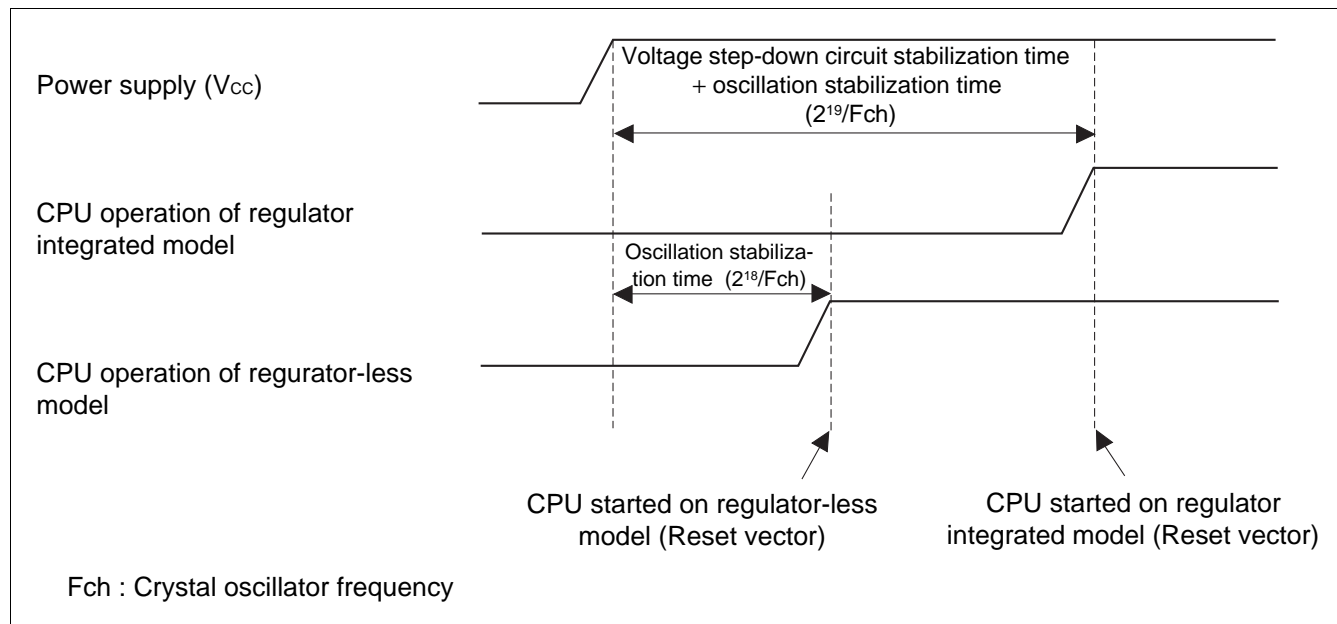 Power supply (VCC)
Voltage step-down circuit stabilization time
+ oscillation stabilization time
(2¹⁹/Fch)
CPU operation of regulator
integrated model
Oscillation stabiliza-
tion time (2¹⁸/Fch)
CPU operation of regurator-less
model
CPU started on regulator-less
model (Reset vector)
CPU started on regulator
integrated model (Reset vector)
Fch : Crystal oscillator frequency